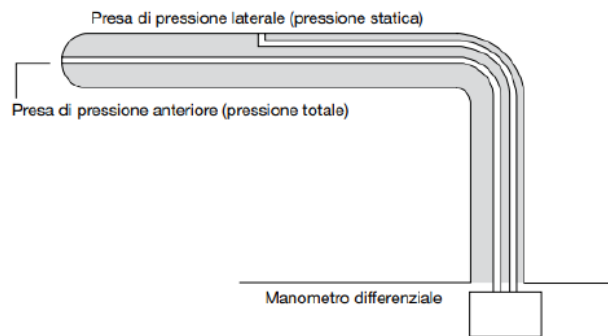 Presa di pressione laterale (pressione statica)
Presa di pressione anteriore (pressione totale)
Manometro differenziale